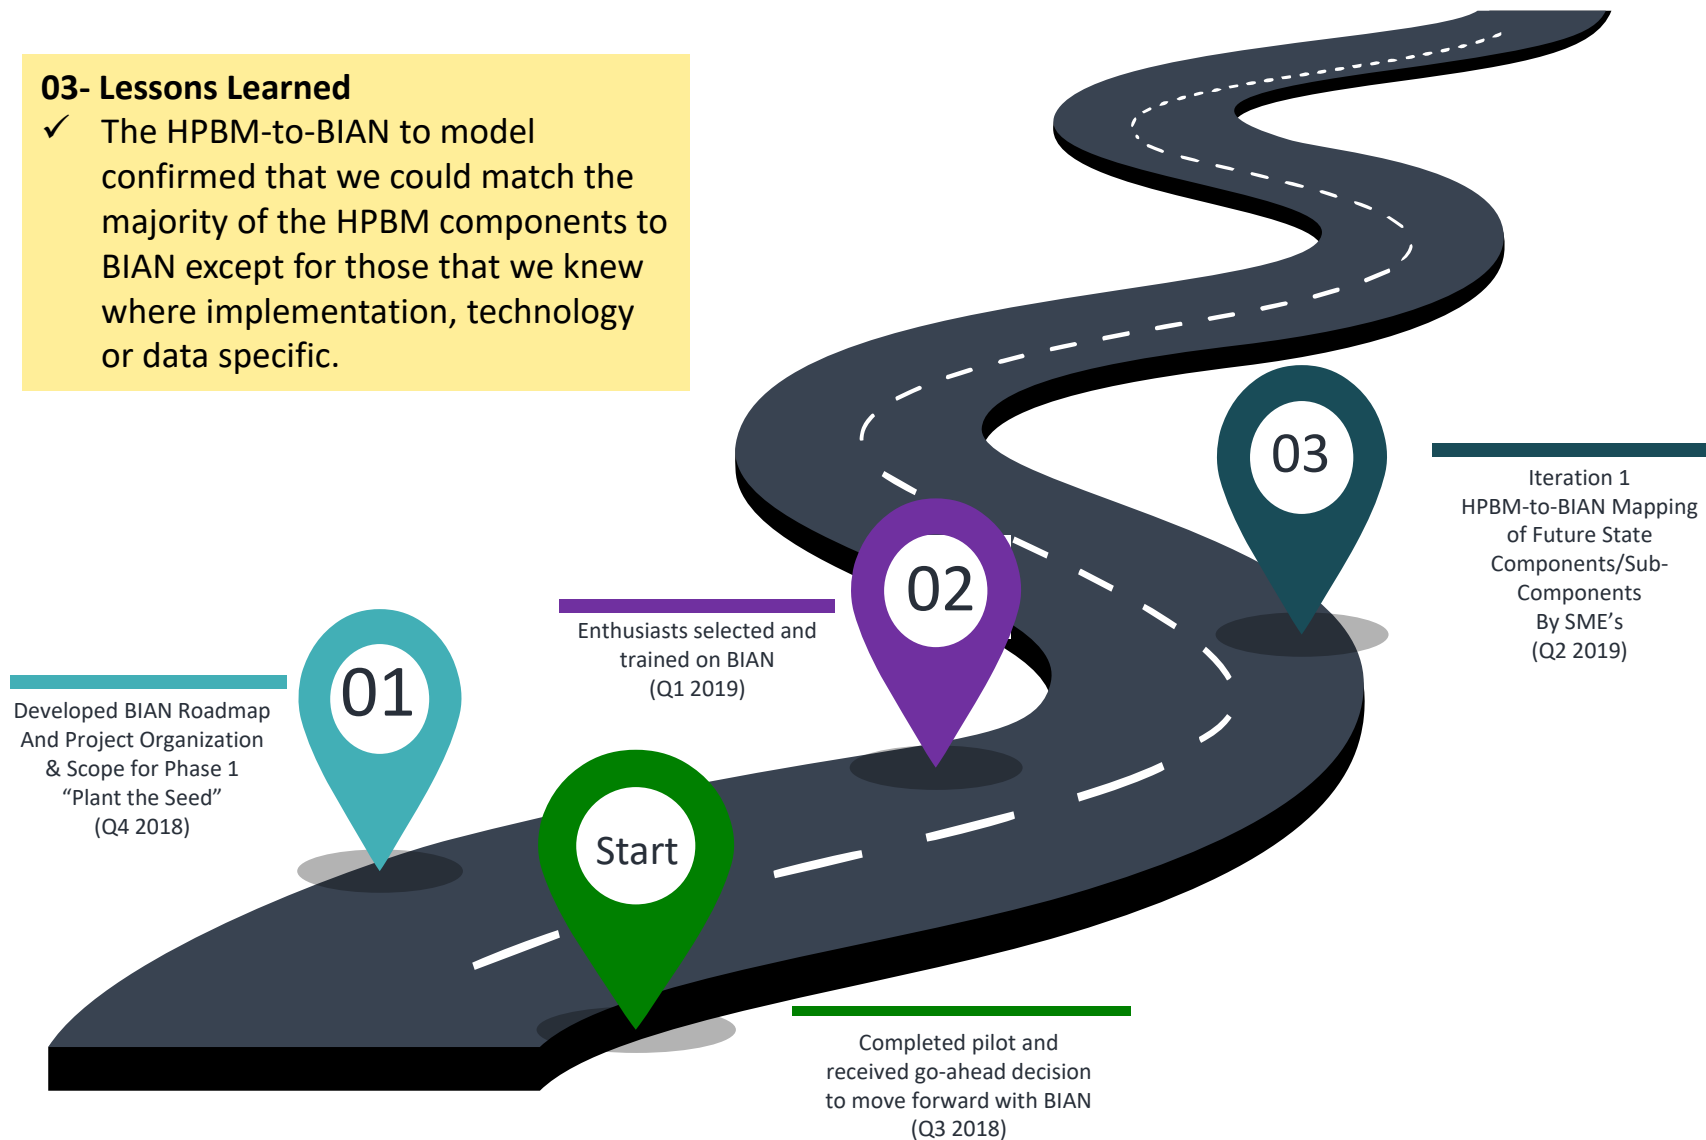 03- Lessons Learned
✓ The HPBM-to-BIAN to model
confirmed that we could match the
majority of the HPBM components to
BIAN except for those that we knew
where implementation, technology
or data specific.
03
Iteration 1
HPBM-to-BIAN Mapping
of Future State
Components/Sub-
Components
By SME’s
(Q2 2019)
02
Enthusiasts selected and
trained on BIAN
(Q1 2019)
01
Developed BIAN Roadmap
And Project Organization
& Scope for Phase 1
“Plant the Seed”
(Q4 2018)
Start
Completed pilot and
received go-ahead decision
to move forward with BIAN
(Q3 2018)